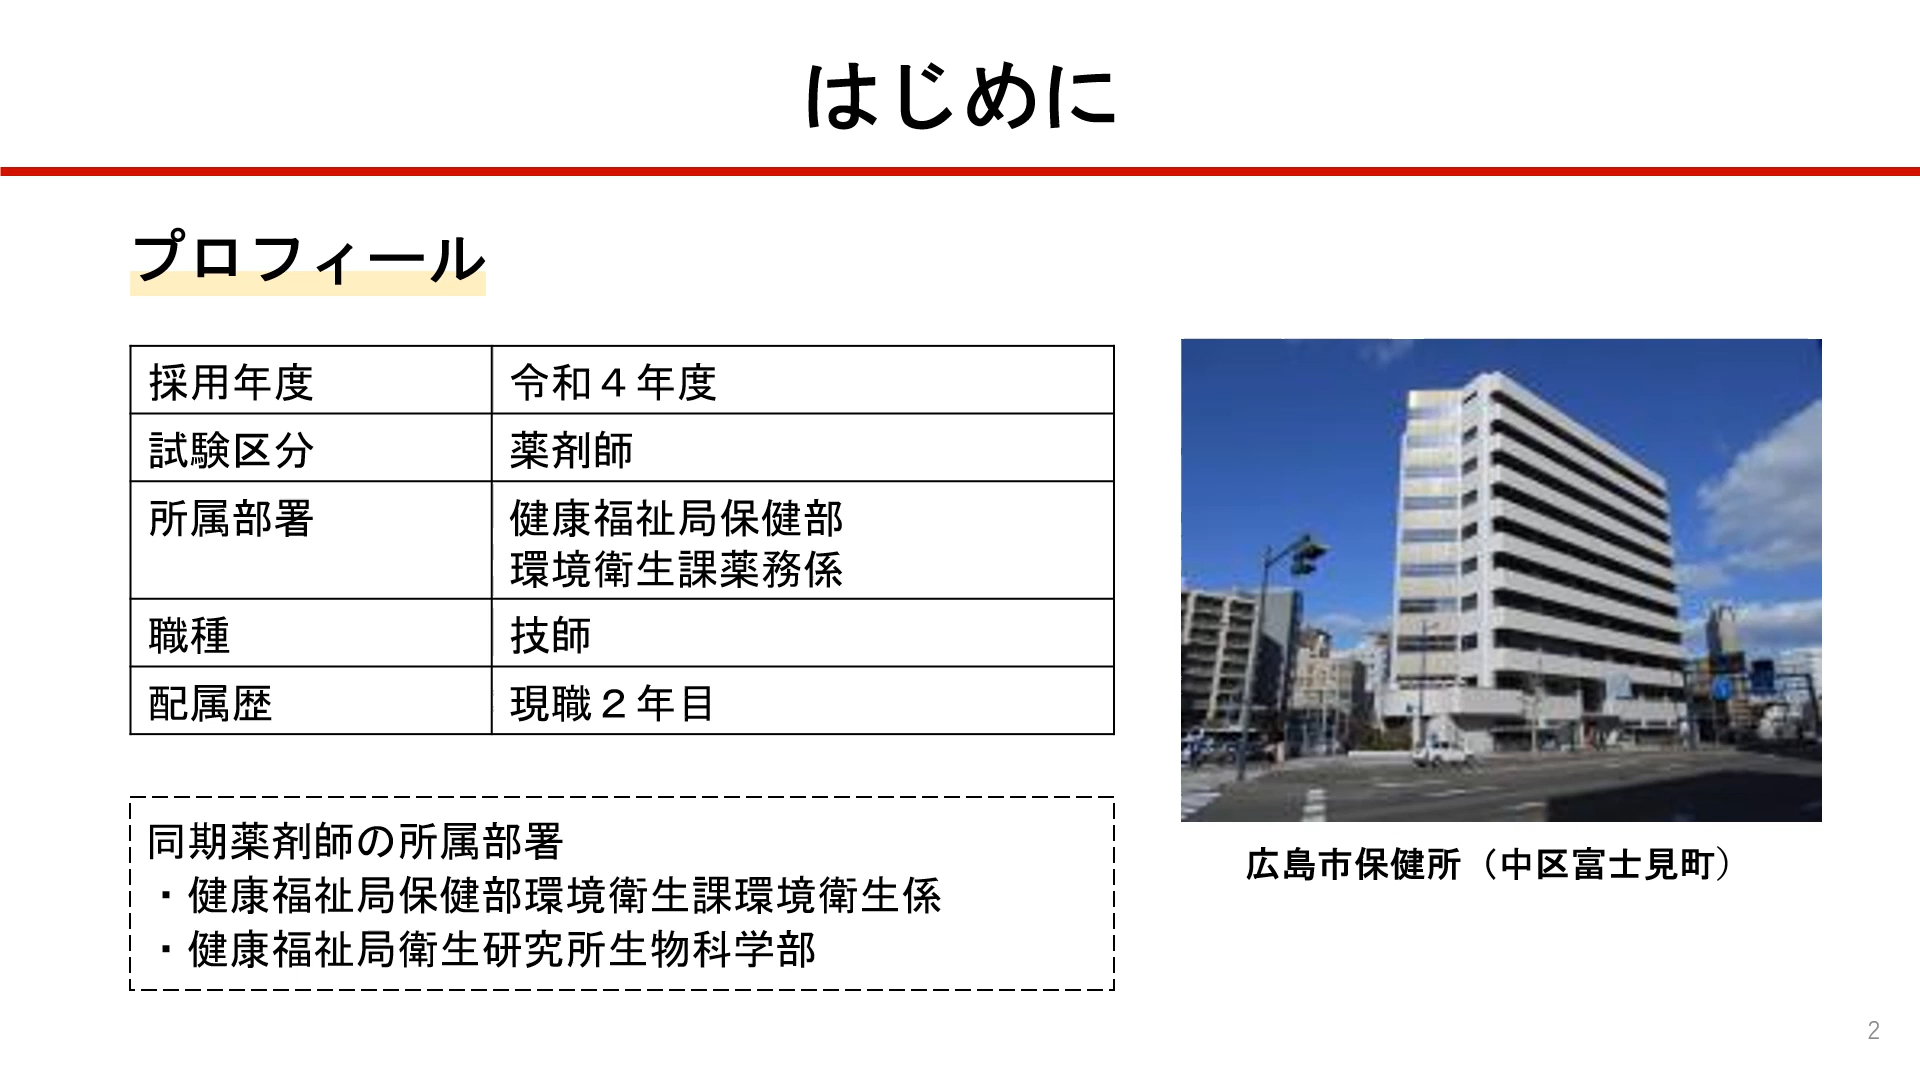 はじめに
プロフィール
採用年度 令和４年度
試験区分 薬剤師
所属部署 健康福祉局保健部
環境衛生課薬務係
職種 技師
配属歴 現職２年目
同期薬剤師の所属部署
・健康福祉局保健部環境衛生課環境衛生係
・健康福祉局衛生研究所生物科学部
広島市保健所（中区富士見町）
2